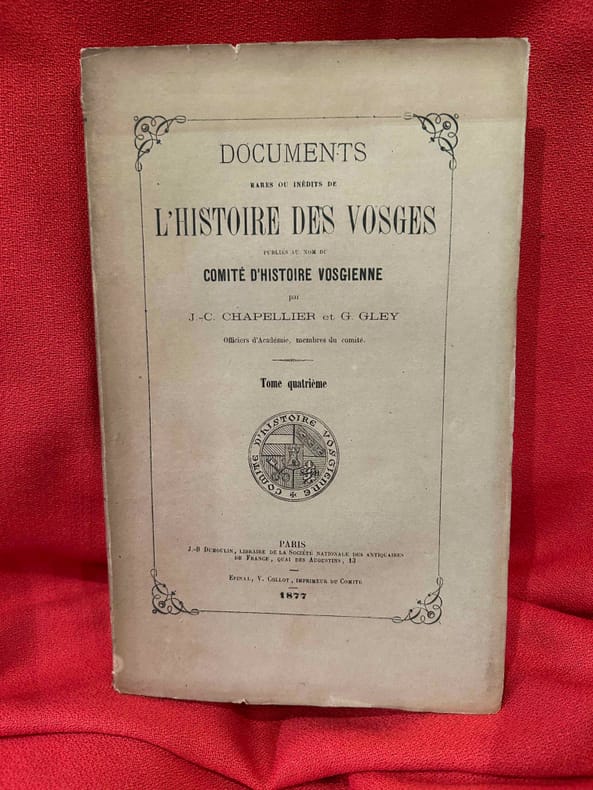 DOCUMENTS
RARES OU INÉDITS DE
L'HISTOIRE DES VOSGES
PUBLIÉS AU NOM DU
COMITÉ D'HISTOIRE VOSGIENNE
par
J.-C. CHAPELLIER et G. GLEY
Officiers d'Académie, membres du comité.
Tome quatrième
COMITÉ D'HISTOIRE VOSGIENNE
PARIS
J.-B DUMOULIN, LIBRAIRE DE LA SOCIÉTÉ NATIONALE DES ANTIQUAIRES
DE FRANCE, QUAI DES AUGUSTINS, 13
EPINAL, V. COLLOT, IMPRIMEUR DU COMITÉ
1877